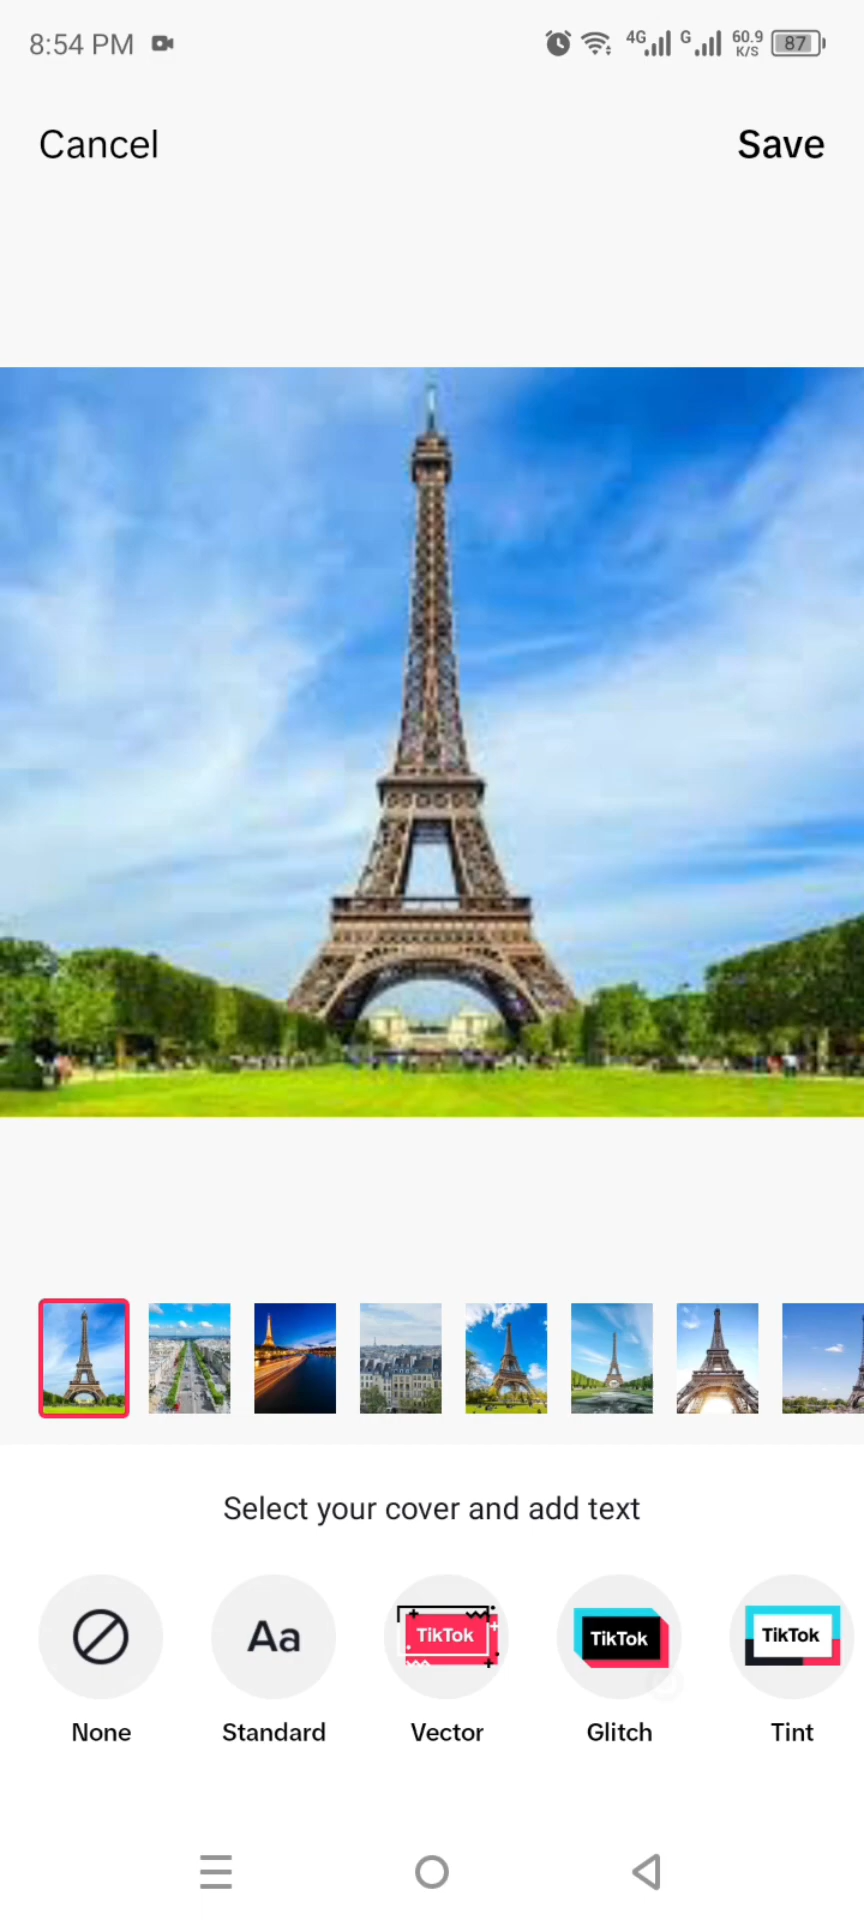 8:54 PM
4G G 60.9 K/S 87
Cancel Save
Select your cover and add text
Aa TikTok TikTok TikTok
None Standard Vector Glitch Tint